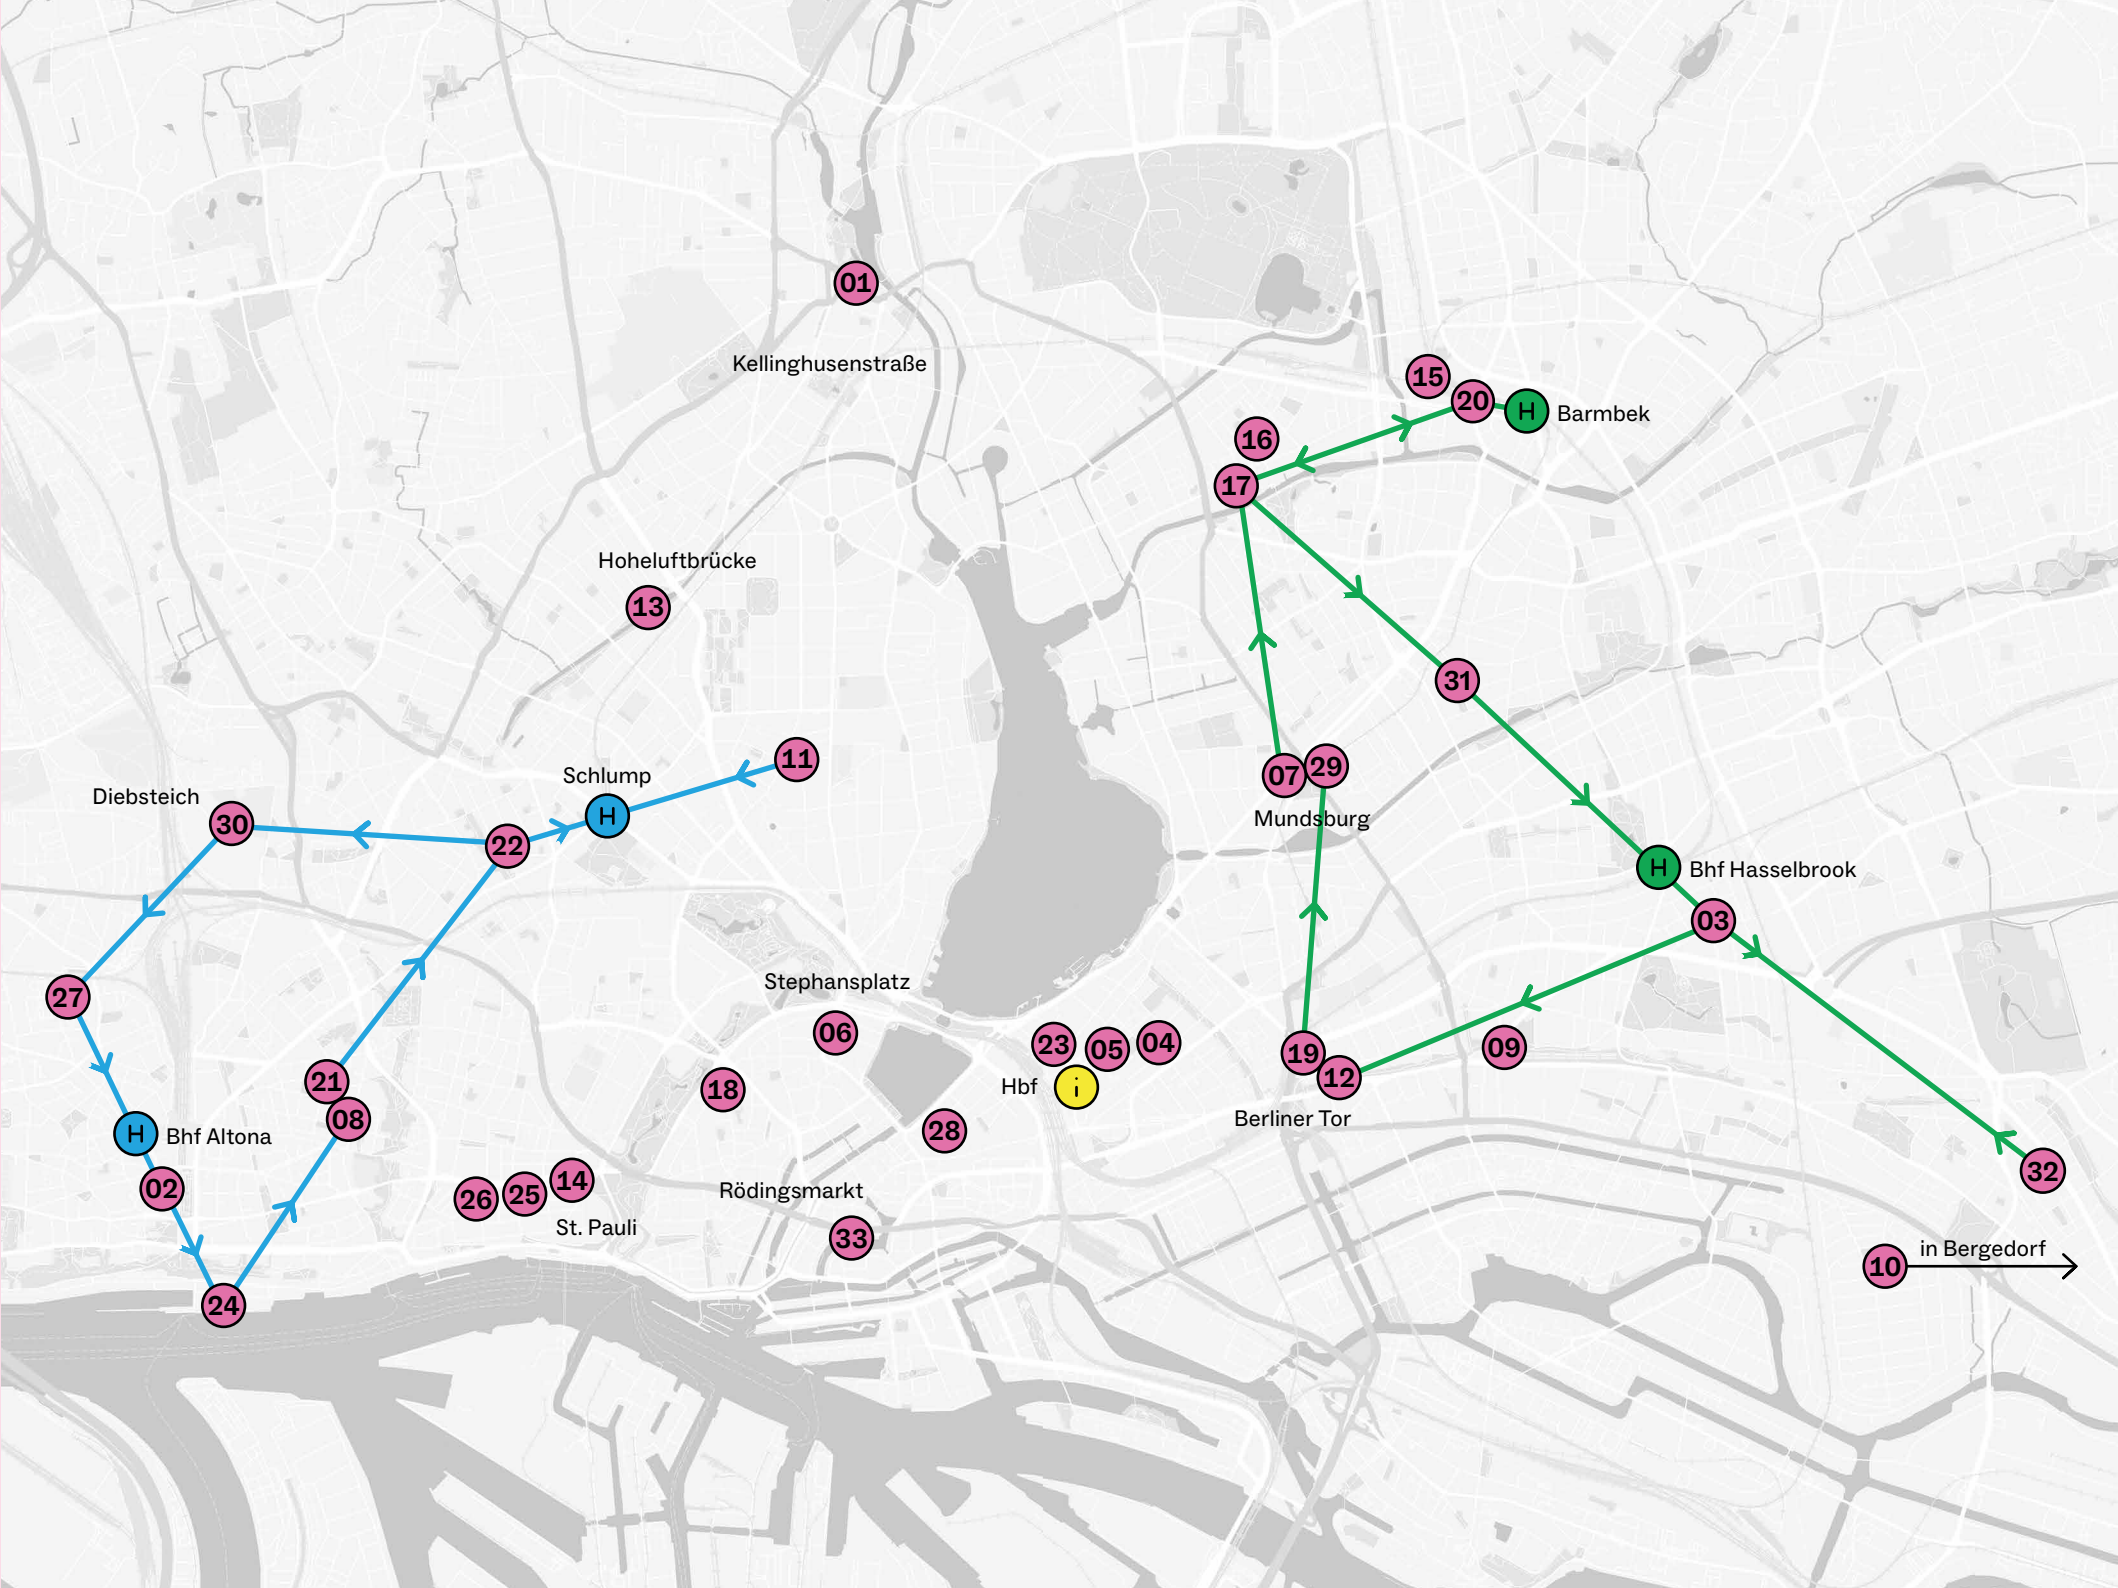 01
Kellinghusenstraße
15
20
H
Barmbek
16
17
Hoheluftbrücke
13
31
11
Schlump
H
07
29
Mundsburg
Diebsteich
30
22
H
Bhf Hasselbrook
03
Stephansplatz
27
06
23
05
04
19
09
12
Hbf
i
21
18
08
Berliner Tor
H
Bhf Altona
28
02
26
25
14
Rödingsmarkt
32
St. Pauli
33
10
in Bergedorf
24